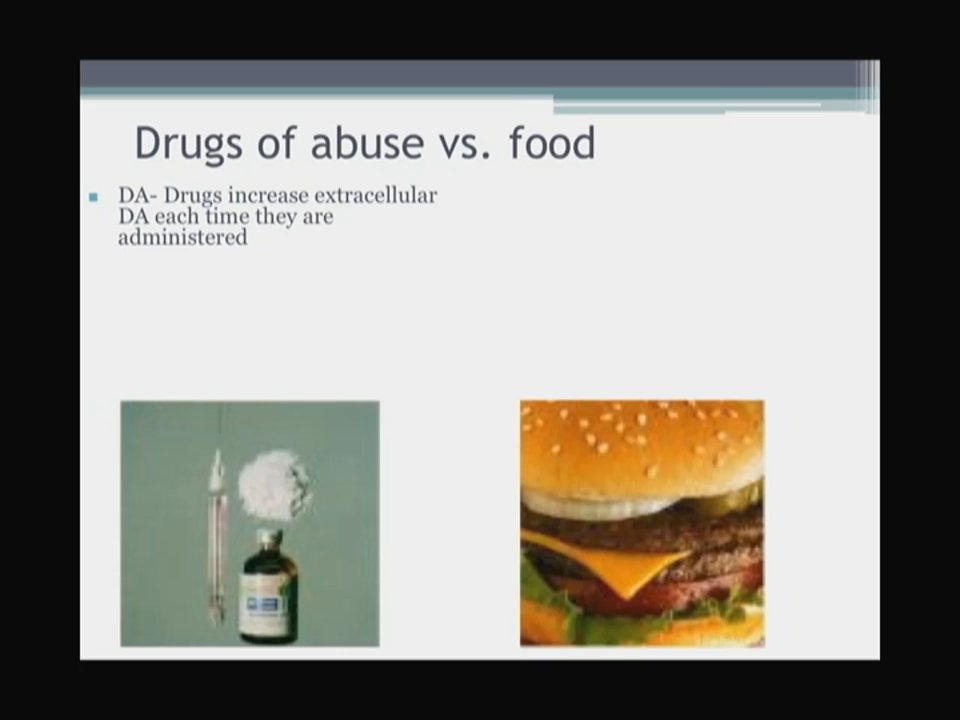 Drugs of abuse vs. food
DA- Drugs increase extracellular
DA each time they are
administered